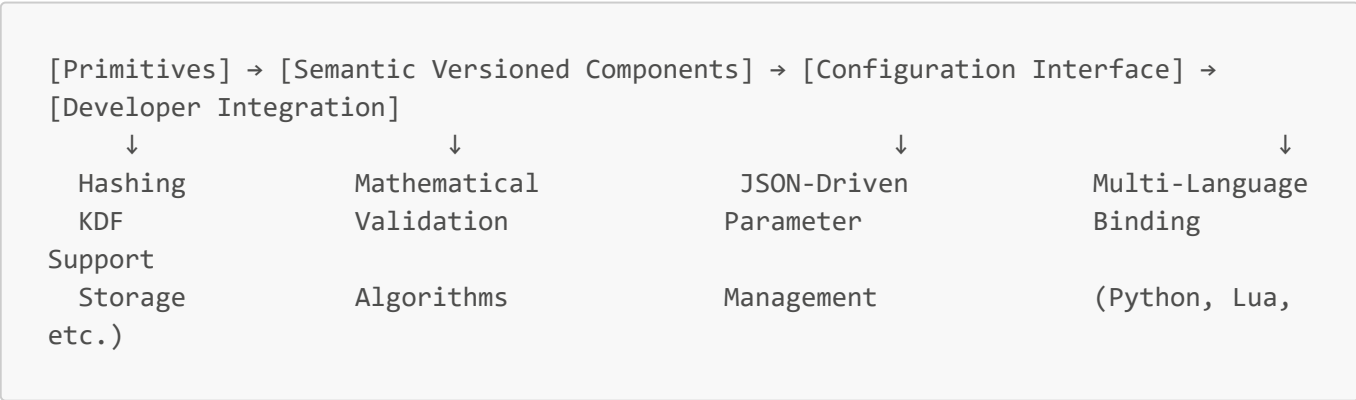 [Primitives] → [Semantic Versioned Components] → [Configuration Interface] →
[Developer Integration]
↓ ↓ ↓ ↓
Hashing Mathematical JSON-Driven Multi-Language
KDF Validation Parameter Binding
Support
Storage Algorithms Management (Python, Lua,
etc.)